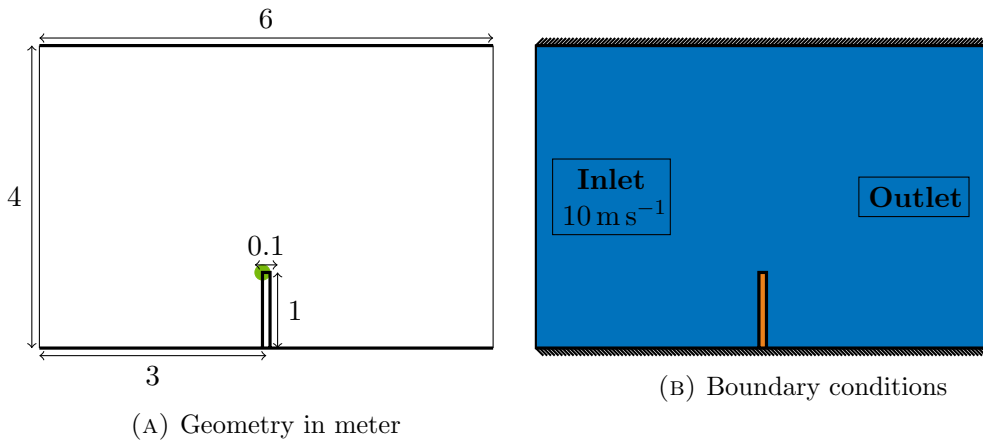 6
4
0.1
1
3
(A) Geometry in meter
Inlet
10 m s⁻¹
Outlet
(B) Boundary conditions